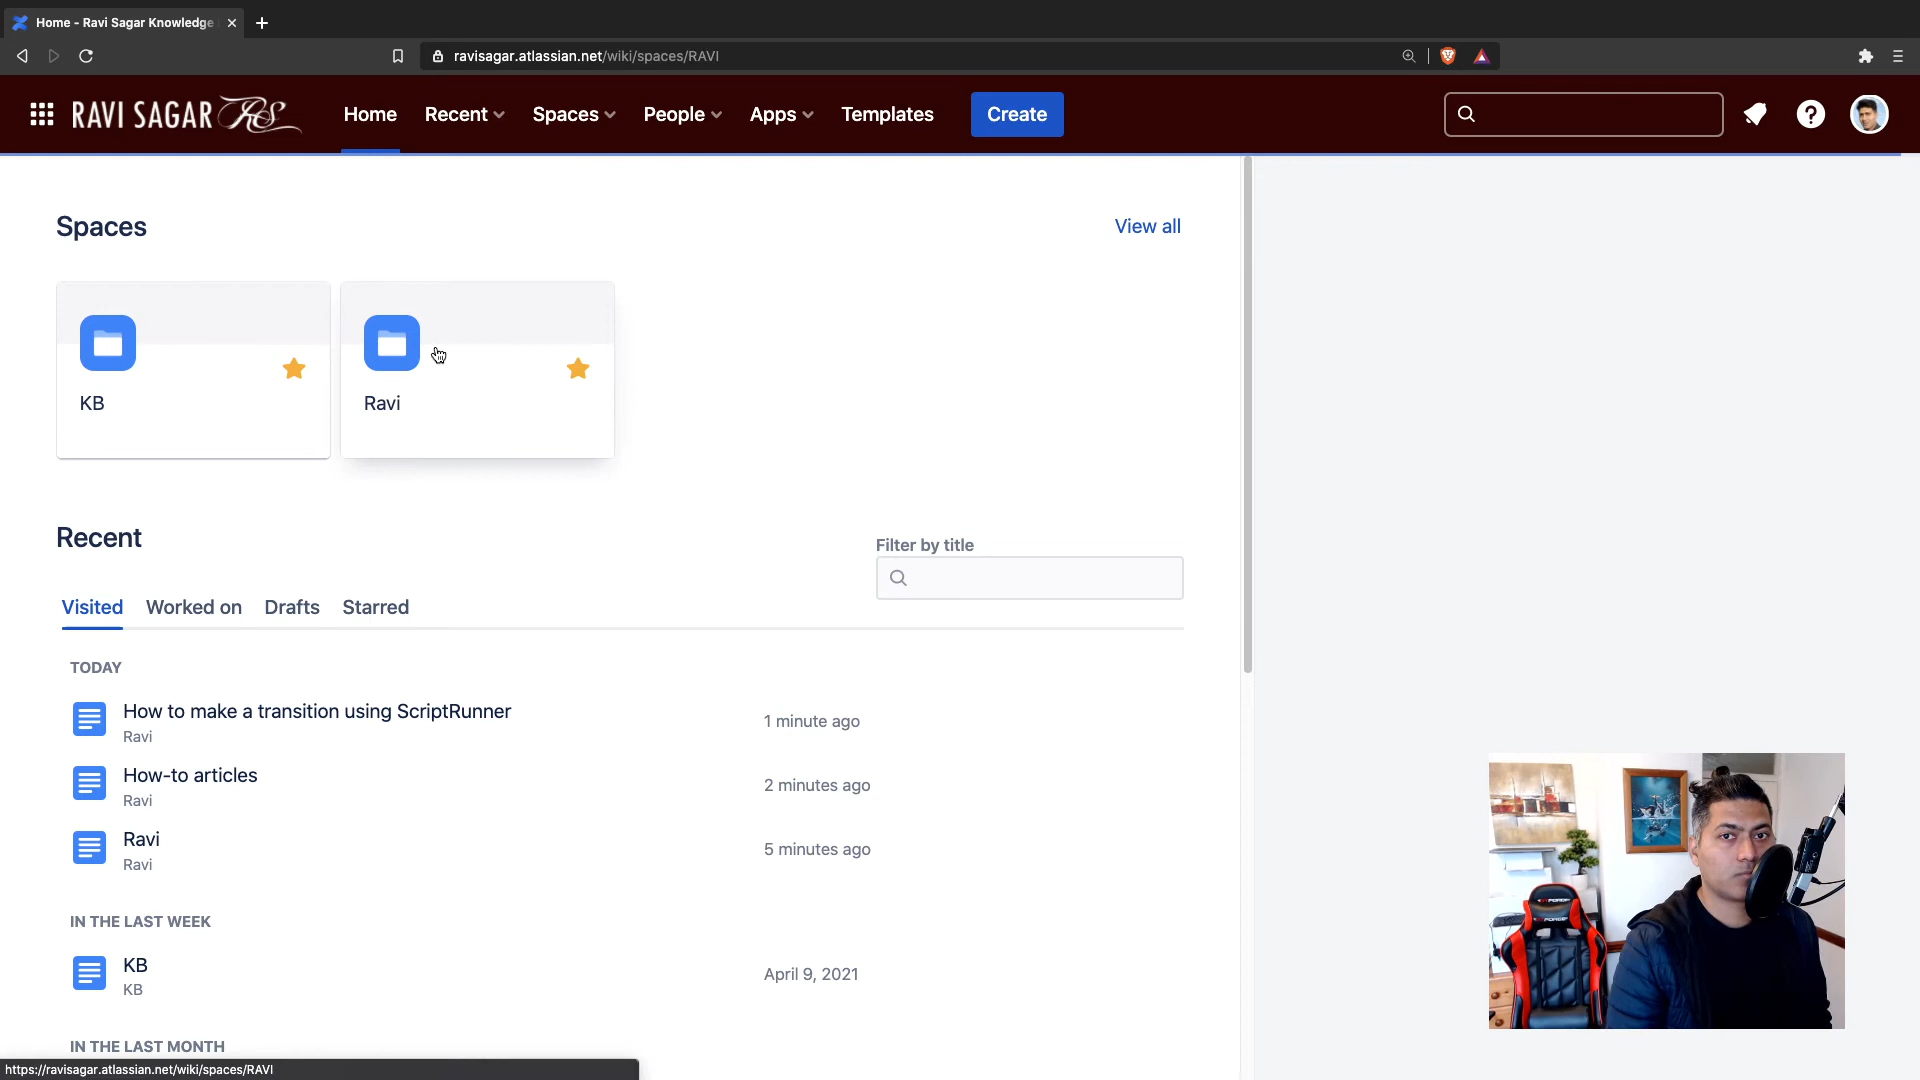 Home - Ravi Sagar Knowledge
ravisagar.atlassian.net/wiki/spaces/RAVI
RAVI SAGAR RS
Home Recent Spaces People Apps Templates Create
Spaces
View all
KB
Ravi
Recent
Filter by title
Visited Worked on Drafts Starred
TODAY
How to make a transition using ScriptRunner
Ravi
1 minute ago
How-to articles
Ravi
2 minutes ago
Ravi
Ravi
5 minutes ago
IN THE LAST WEEK
KB
KB
April 9, 2021
IN THE LAST MONTH
https://ravisagar.atlassian.net/wiki/spaces/RAVI